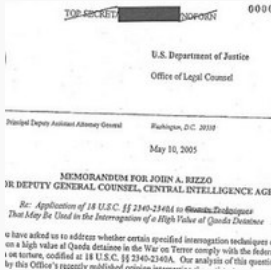 TOP SECRET NOFORN 0000
U.S. Department of Justice
Office of Legal Counsel
Principal Deputy Assistant Attorney General Washington, D.C. 20530
May 10, 2005
MEMORANDUM FOR JOHN A. RIZZO
OR DEPUTY GENERAL COUNSEL, CENTRAL INTELLIGENCE AGE
Re: Application of 18 U.S.C. §§ 2340-2340A to Certain Techniques
That May Be Used in the Interrogation of a High Value al Qaeda Detainee
u have asked us to address whether certain specified interrogation techniques
on a high value al Qaeda detainee in the War on Terror comply with the feder
on torture, codified at 18 U.S.C. §§ 2340-2340A. Our analysis of this questi
by this Office's recently published opinion